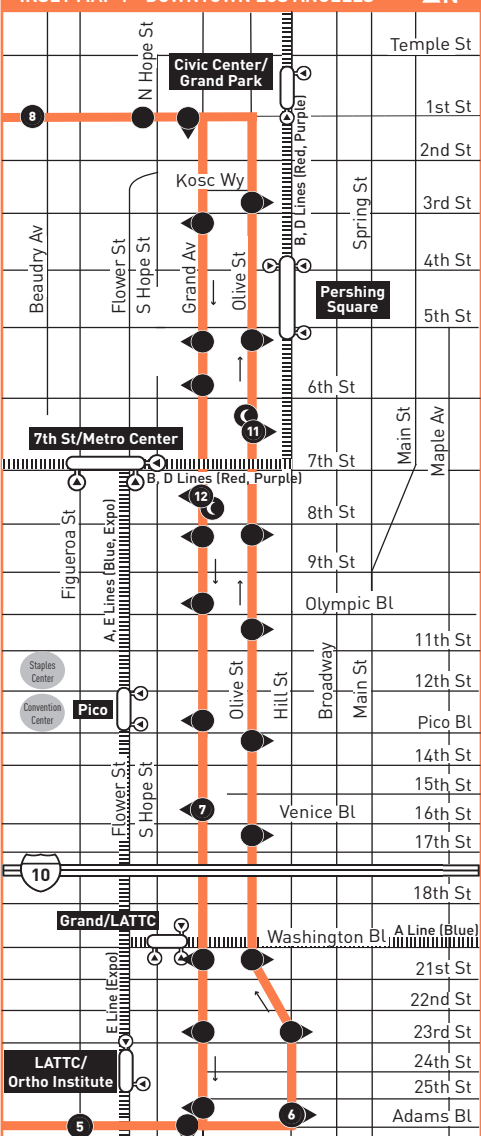 N Hope St
Civic Center/
Grand Park
Temple St
8
1st St
B, D Lines (Red, Purple)
2nd St
Kosc Wy
Beaudry Av
Flower St
S Hope St
Grand Av
Olive St
Spring St
3rd St
4th St
Pershing
Square
5th St
6th St
11
Main St
Maple Av
7th St/Metro Center
7th St
B, D Lines (Red, Purple)
12
8th St
Figueroa St
A, E Lines (Blue, Expo)
9th St
Olympic Bl
11th St
Staples
Center
Olive St
Hill St
Broadway
Main St
12th St
Convention
Center
Pico
Pico Bl
14th St
Flower St
S Hope St
15th St
7
Venice Bl
16th St
17th St
10
18th St
Grand/LATTC
Washington Bl
A Line (Blue)
E Line (Expo)
21st St
22nd St
23rd St
LATTC/
Ortho Institute
24th St
25th St
5
6
Adams Bl